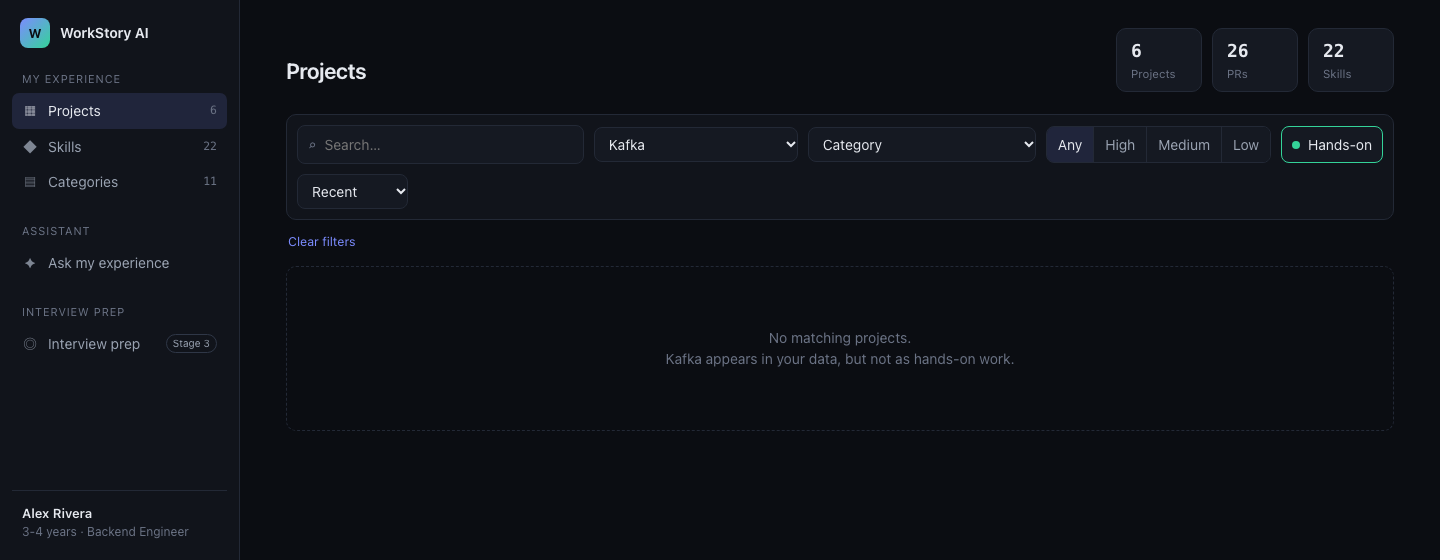 W WorkStory AI
MY EXPERIENCE
Projects 6
Skills 22
Categories 11
ASSISTANT
Ask my experience
INTERVIEW PREP
Interview prep Stage 3
Alex Rivera
3-4 years · Backend Engineer
Projects
6
Projects
26
PRs
22
Skills
Search...
Kafka
Category
Any High Medium Low
Hands-on
Recent
Clear filters
No matching projects.
Kafka appears in your data, but not as hands-on work.